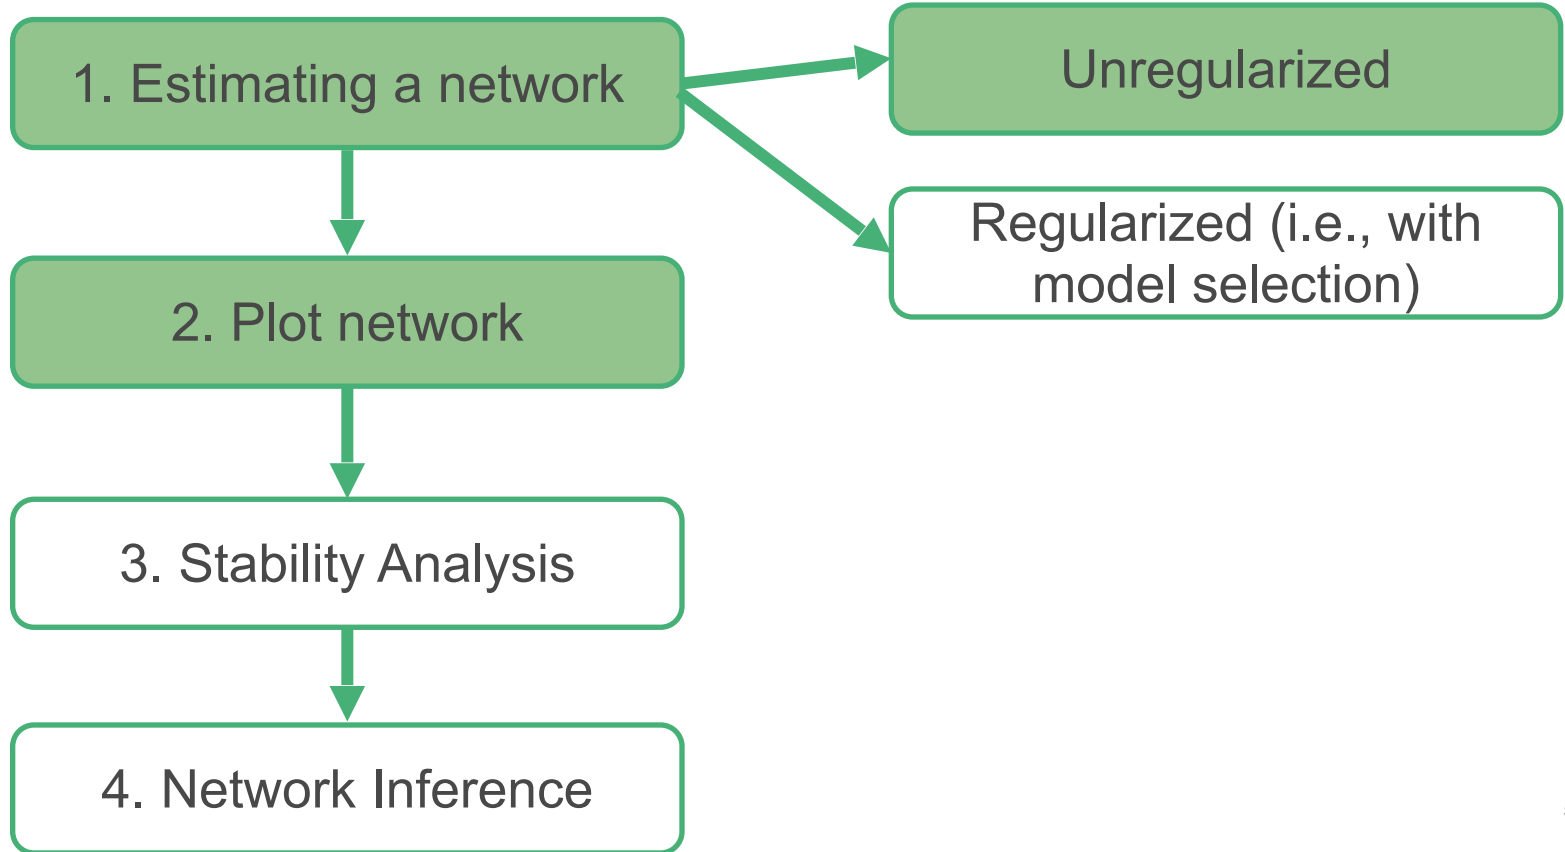 1. Estimating a network
Unregularized
Regularized (i.e., with
model selection)
2. Plot network
3. Stability Analysis
4. Network Inference